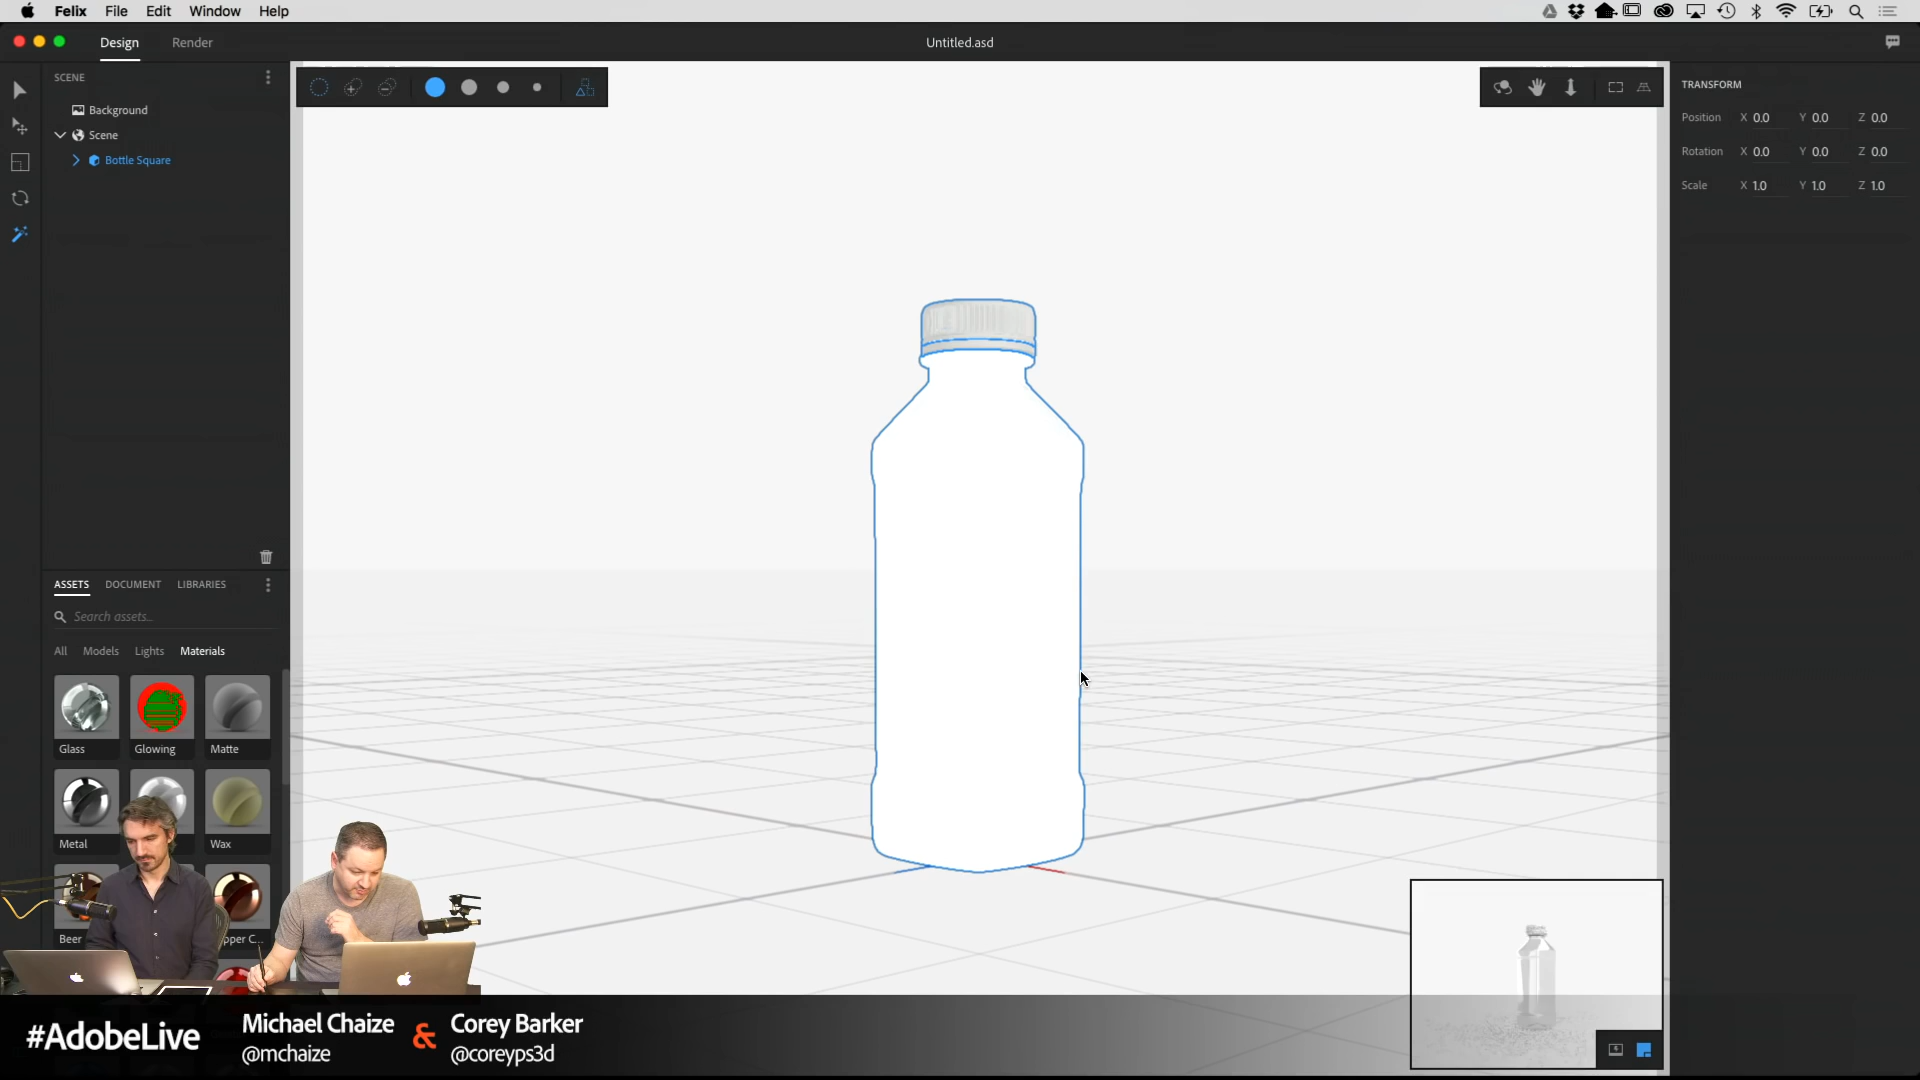 Felix File Edit Window Help
Design Render Untitled.asd
SCENE
Background
Scene
Bottle Square
TRANSFORM
Position X 0.0 Y 0.0 Z 0.0
Rotation X 0.0 Y 0.0 Z 0.0
Scale X 1.0 Y 1.0 Z 1.0
ASSETS DOCUMENT LIBRARIES
Search assets...
All Models Lights Materials
Glass Glowing Matte
Metal Wax
Beer pper C...
#AdobeLive
Michael Chaize & Corey Barker
@mchaize @coreyps3d